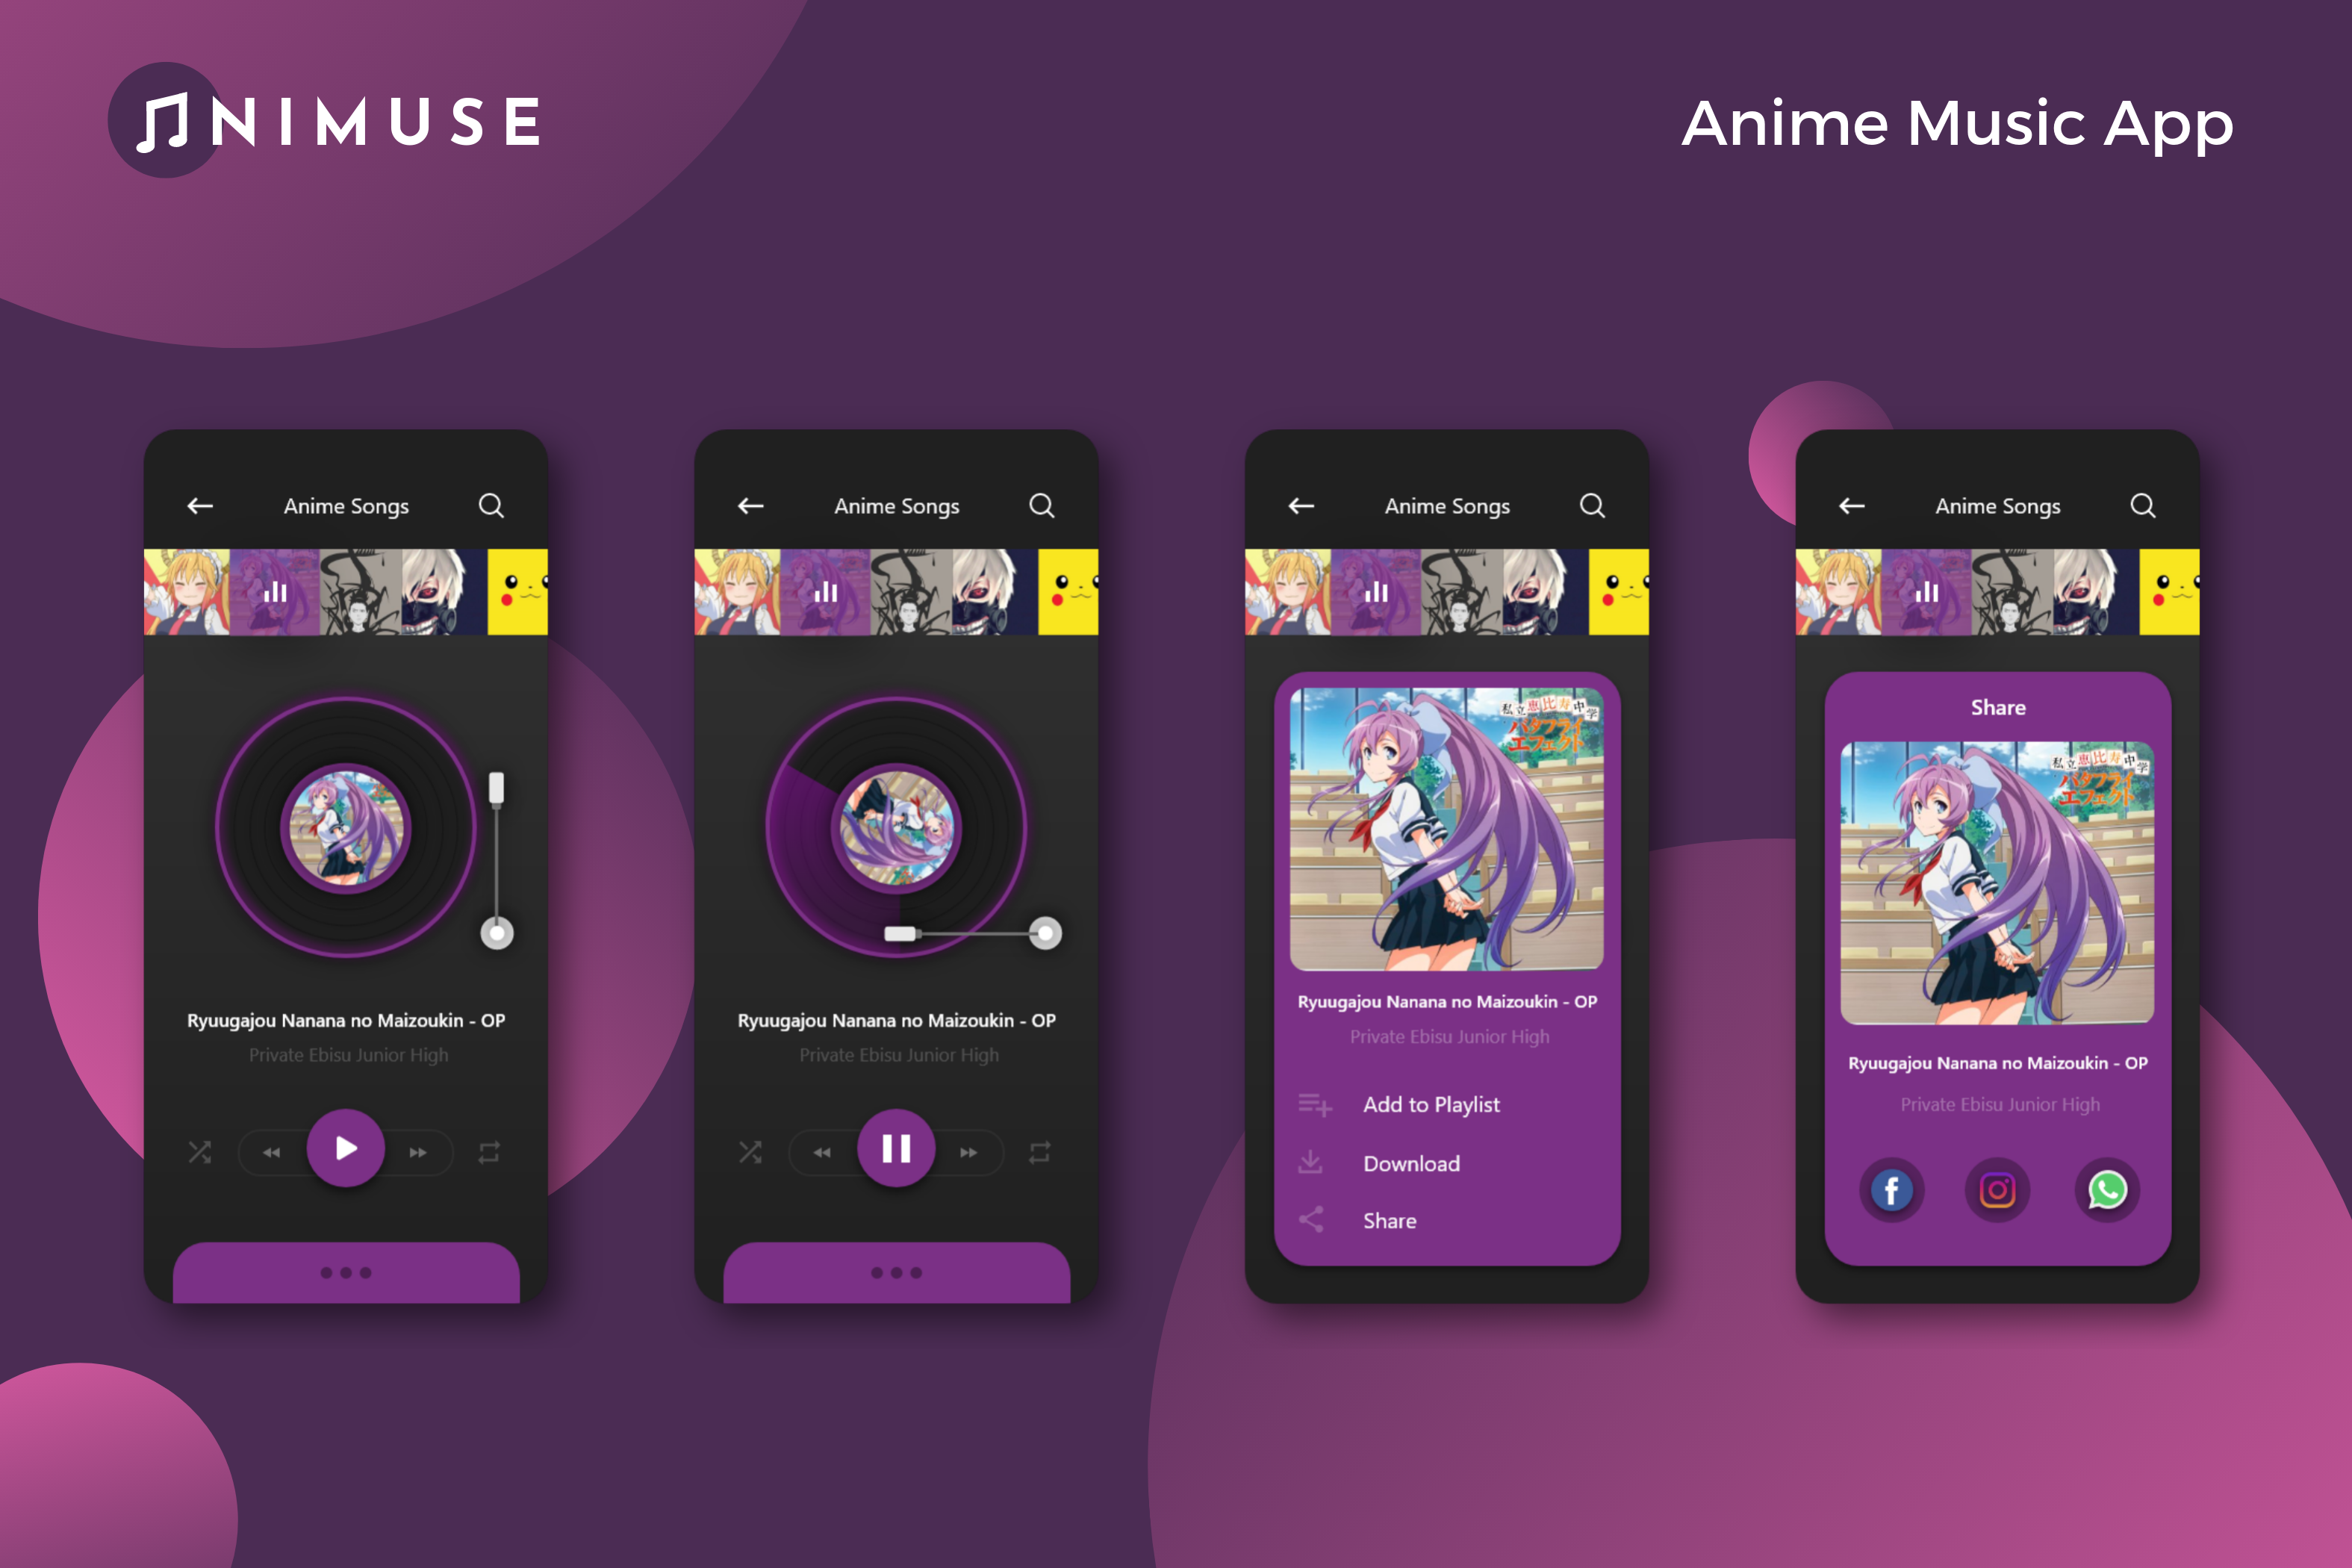 NIMUSE
Anime Music App
Anime Songs
Ryuugajou Nanana no Maizoukin - OP
Private Ebisu Junior High
Anime Songs
Ryuugajou Nanana no Maizoukin - OP
Private Ebisu Junior High
Anime Songs
私立恵比寿中学
バタフライ
エフェクト
Ryuugajou Nanana no Maizoukin - OP
Private Ebisu Junior High
Add to Playlist
Download
Share
Anime Songs
Share
私立恵比寿中学
バタフライ
エフェクト
Ryuugajou Nanana no Maizoukin - OP
Private Ebisu Junior High